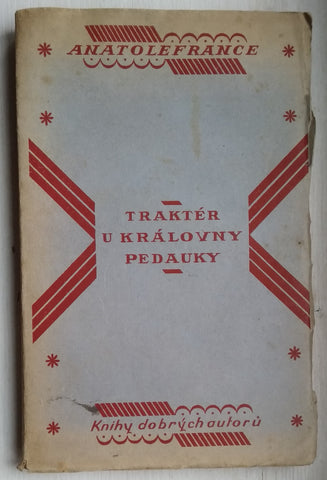 ANATOLE FRANCE
TRAKTÉR
U KRÁLOVNY
PEDAUKY
Knihy dobrých autorů